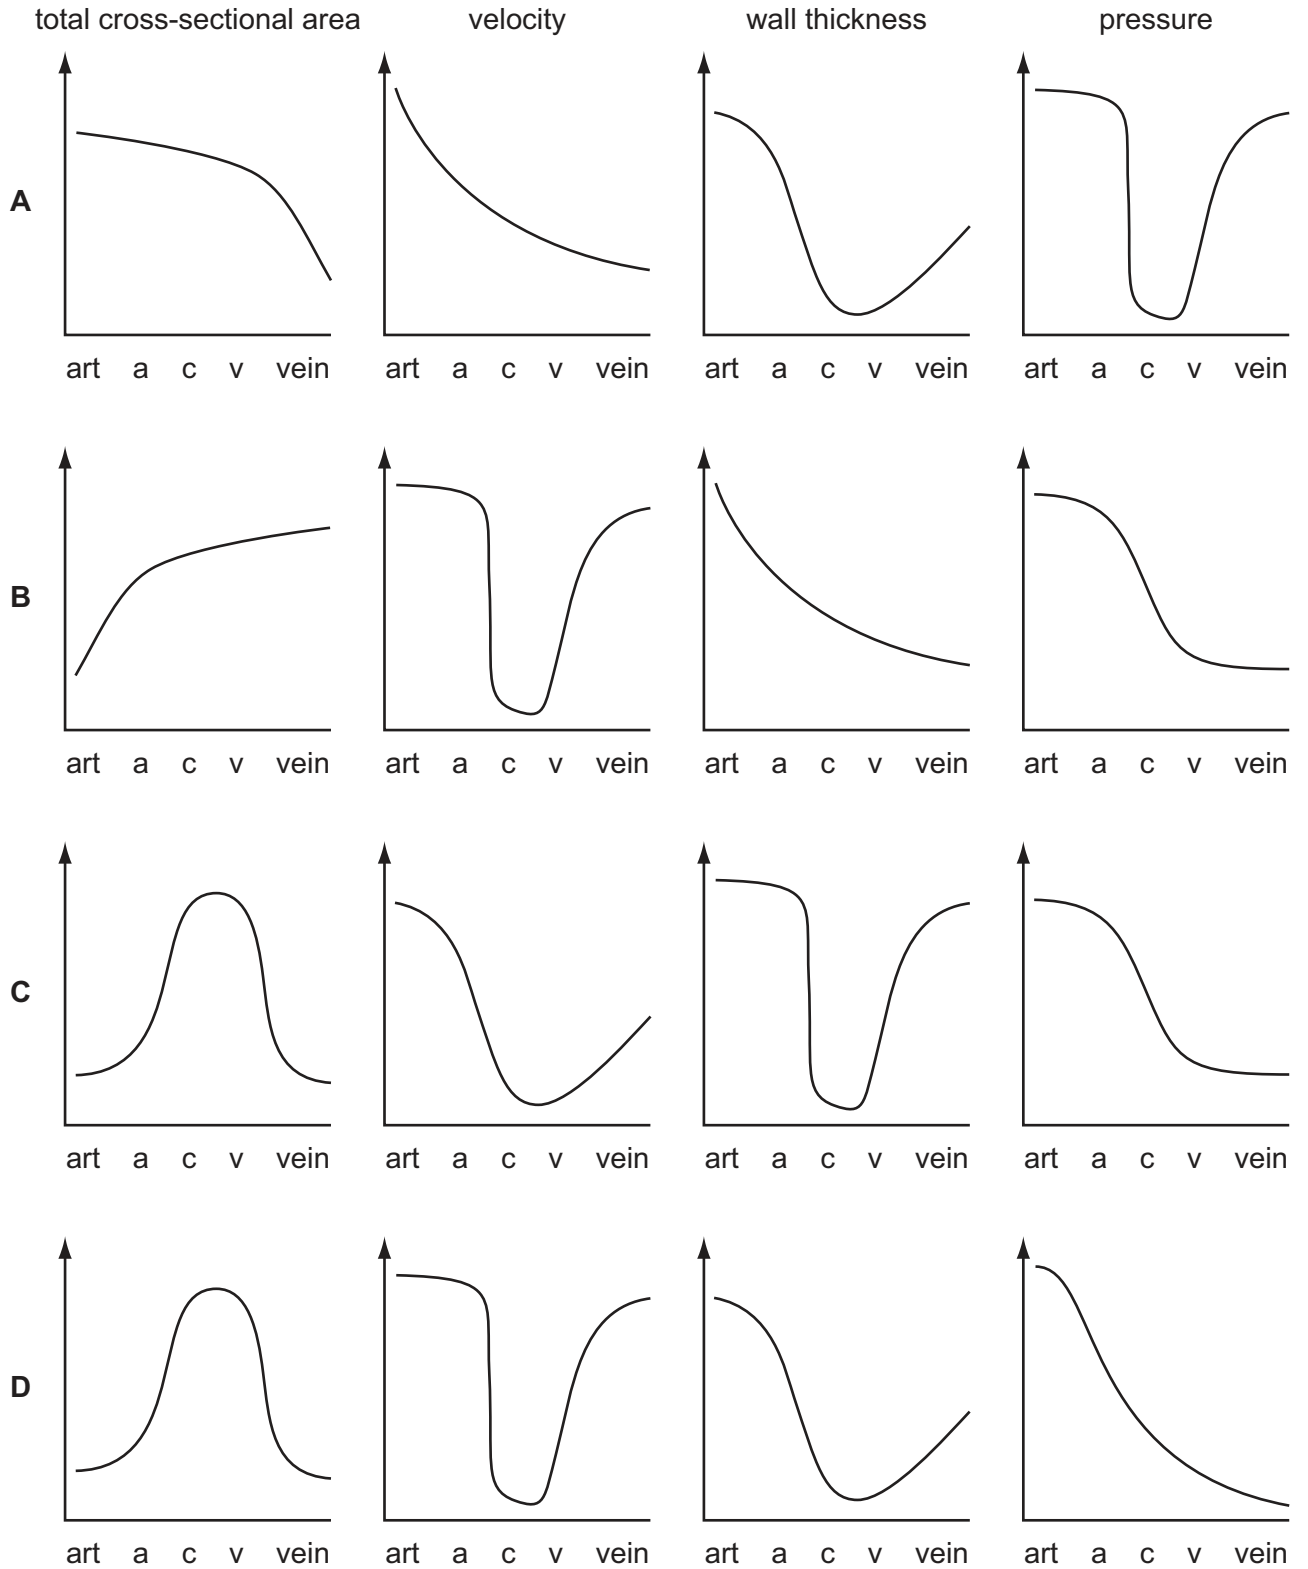 total cross-sectional area velocity wall thickness pressure
A
art a c v vein art a c v vein art a c v vein art a c v vein
B
art a c v vein art a c v vein art a c v vein art a c v vein
C
art a c v vein art a c v vein art a c v vein art a c v vein
D
art a c v vein art a c v vein art a c v vein art a c v vein